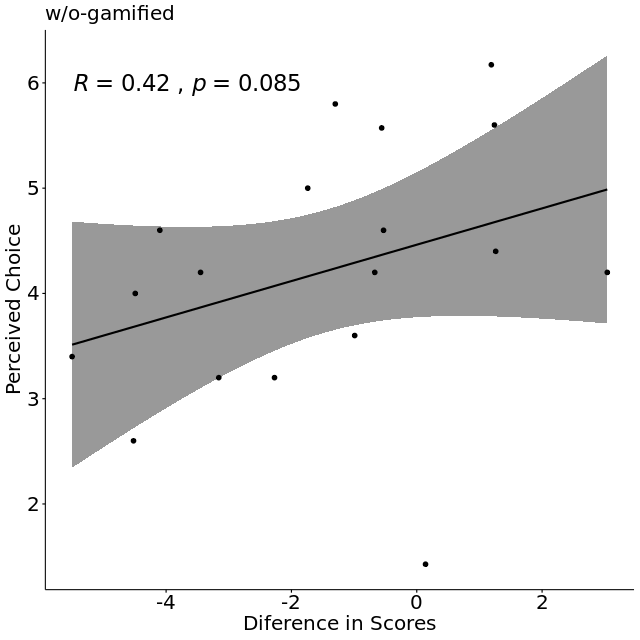 w/o-gamified
R = 0.42 , p = 0.085
6
5
4
3
2
Perceived Choice
-4 -2 0 2
Diference in Scores